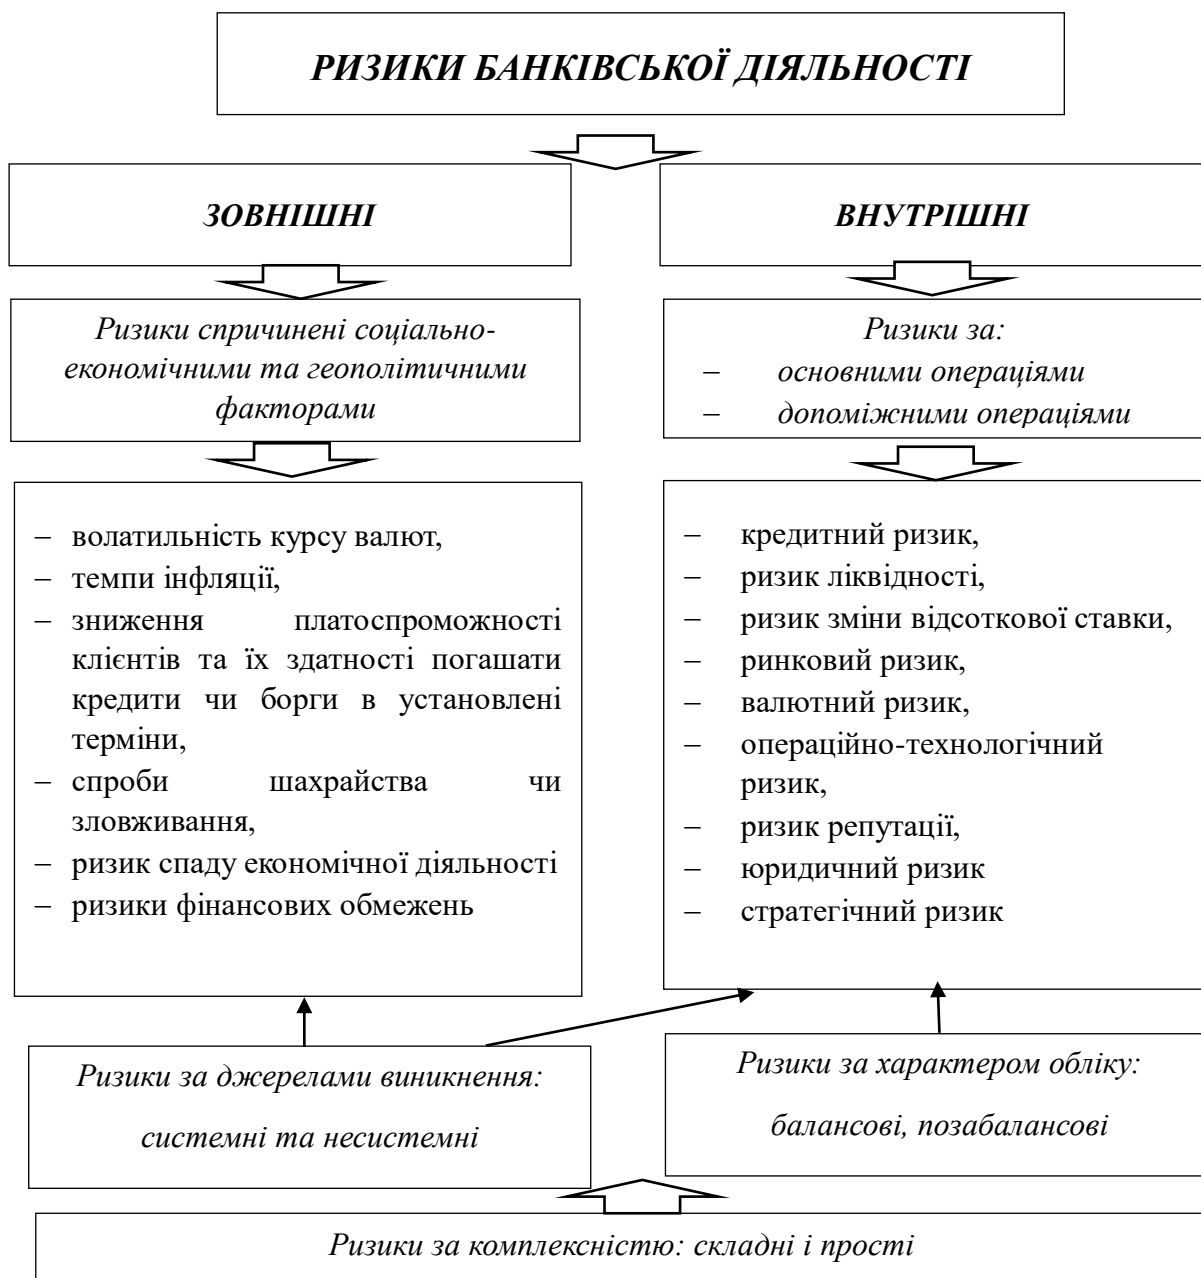 РИЗИКИ БАНКІВСЬКОЇ ДІЯЛЬНОСТІ
ЗОВНІШНІ
Ризики спричинені соціально-
економічними та геополітичними
факторами
– волатильність курсу валют,
– темпи інфляції,
– зниження платоспроможності
клієнтів та їх здатності погашати
кредити чи борги в установлені
терміни,
– спроби шахрайства чи
зловживання,
– ризик спаду економічної діяльності
– ризики фінансових обмежень
ВНУТРІШНІ
Ризики за:
– основними операціями
– допоміжними операціями
– кредитний ризик,
– ризик ліквідності,
– ризик зміни відсоткової ставки,
– ринковий ризик,
– валютний ризик,
– операційно-технологічний
ризик,
– ризик репутації,
– юридичний ризик
– стратегічний ризик
Ризики за джерелами виникнення:
системні та несистемні
Ризики за характером обліку:
балансові, позабалансові
Ризики за комплексністю: складні і прості